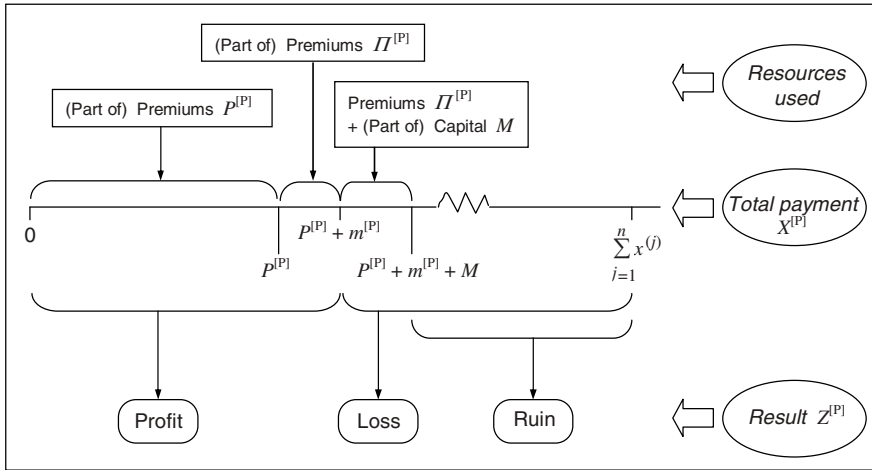 (Part of) Premiums Π^[P]
Resources
used
(Part of) Premiums P^[P]
Premiums Π^[P]
+ (Part of) Capital M
Total payment
X^[P]
0
P^[P]
P^[P] + m^[P]
P^[P] + m^[P] + M
n
∑ x^(j)
j=1
Profit
Loss
Ruin
Result Z^[P]